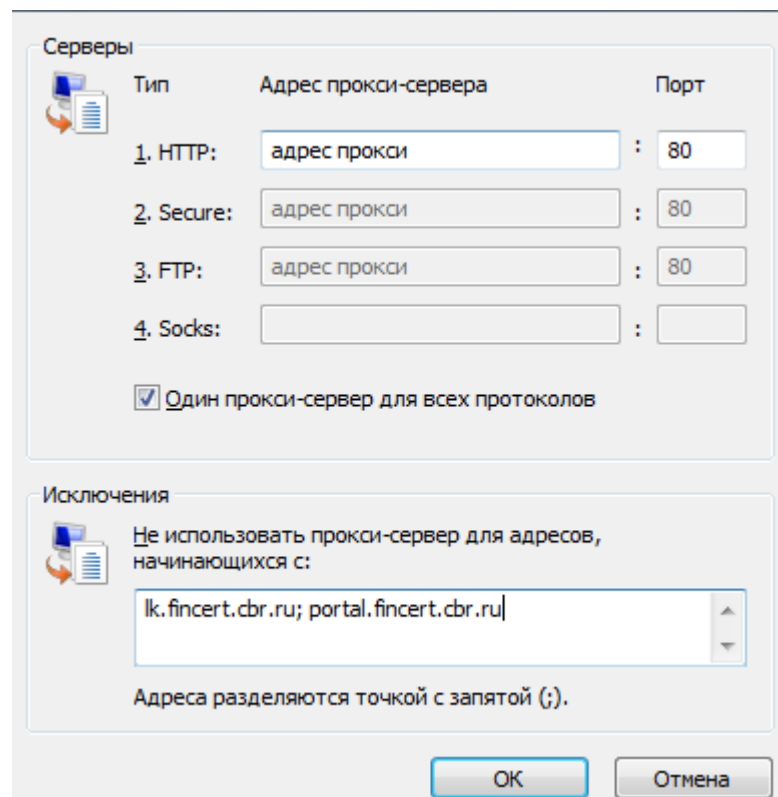 Серверы
Тип Адрес прокси-сервера Порт
1. HTTP: адрес прокси : 80
2. Secure: адрес прокси : 80
3. FTP: адрес прокси : 80
4. Socks: :
Один прокси-сервер для всех протоколов
Исключения
Не использовать прокси-сервер для адресов,
начинающихся с:
lk.fincert.cbr.ru; portal.fincert.cbr.ru
Адреса разделяются точкой с запятой (;).
ОК Отмена